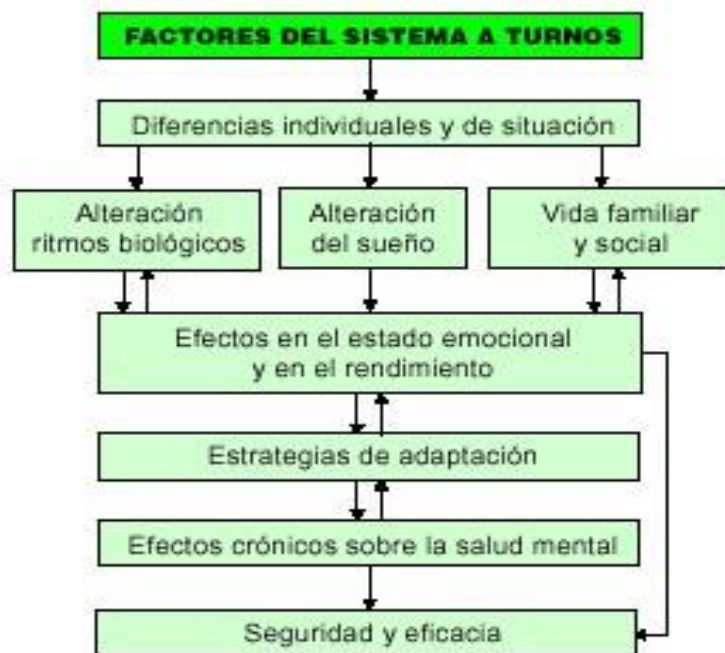 FACTORES DEL SISTEMA A TURNOS
Diferencias individuales y de situación
Alteración
ritmos biológicos
Alteración
del sueño
Vida familiar
y social
Efectos en el estado emocional
y en el rendimiento
Estrategias de adaptación
Efectos crónicos sobre la salud mental
Seguridad y eficacia